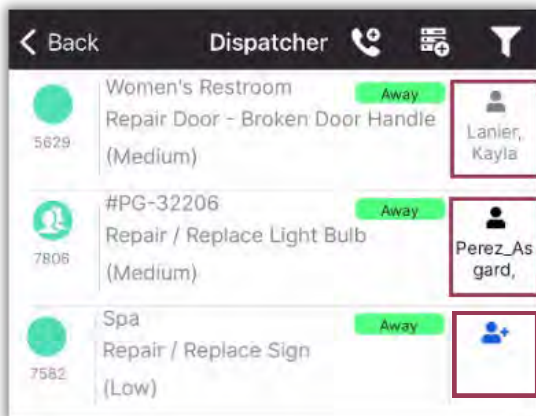 Back Dispatcher
Women's Restroom
Away
Repair Door - Broken Door Handle
(Medium)
5629
Lanier,
Kayla
#PG-32206
Away
Repair / Replace Light Bulb
(Medium)
7806
Perez_As
gard,
Spa
Away
Repair / Replace Sign
(Low)
7582